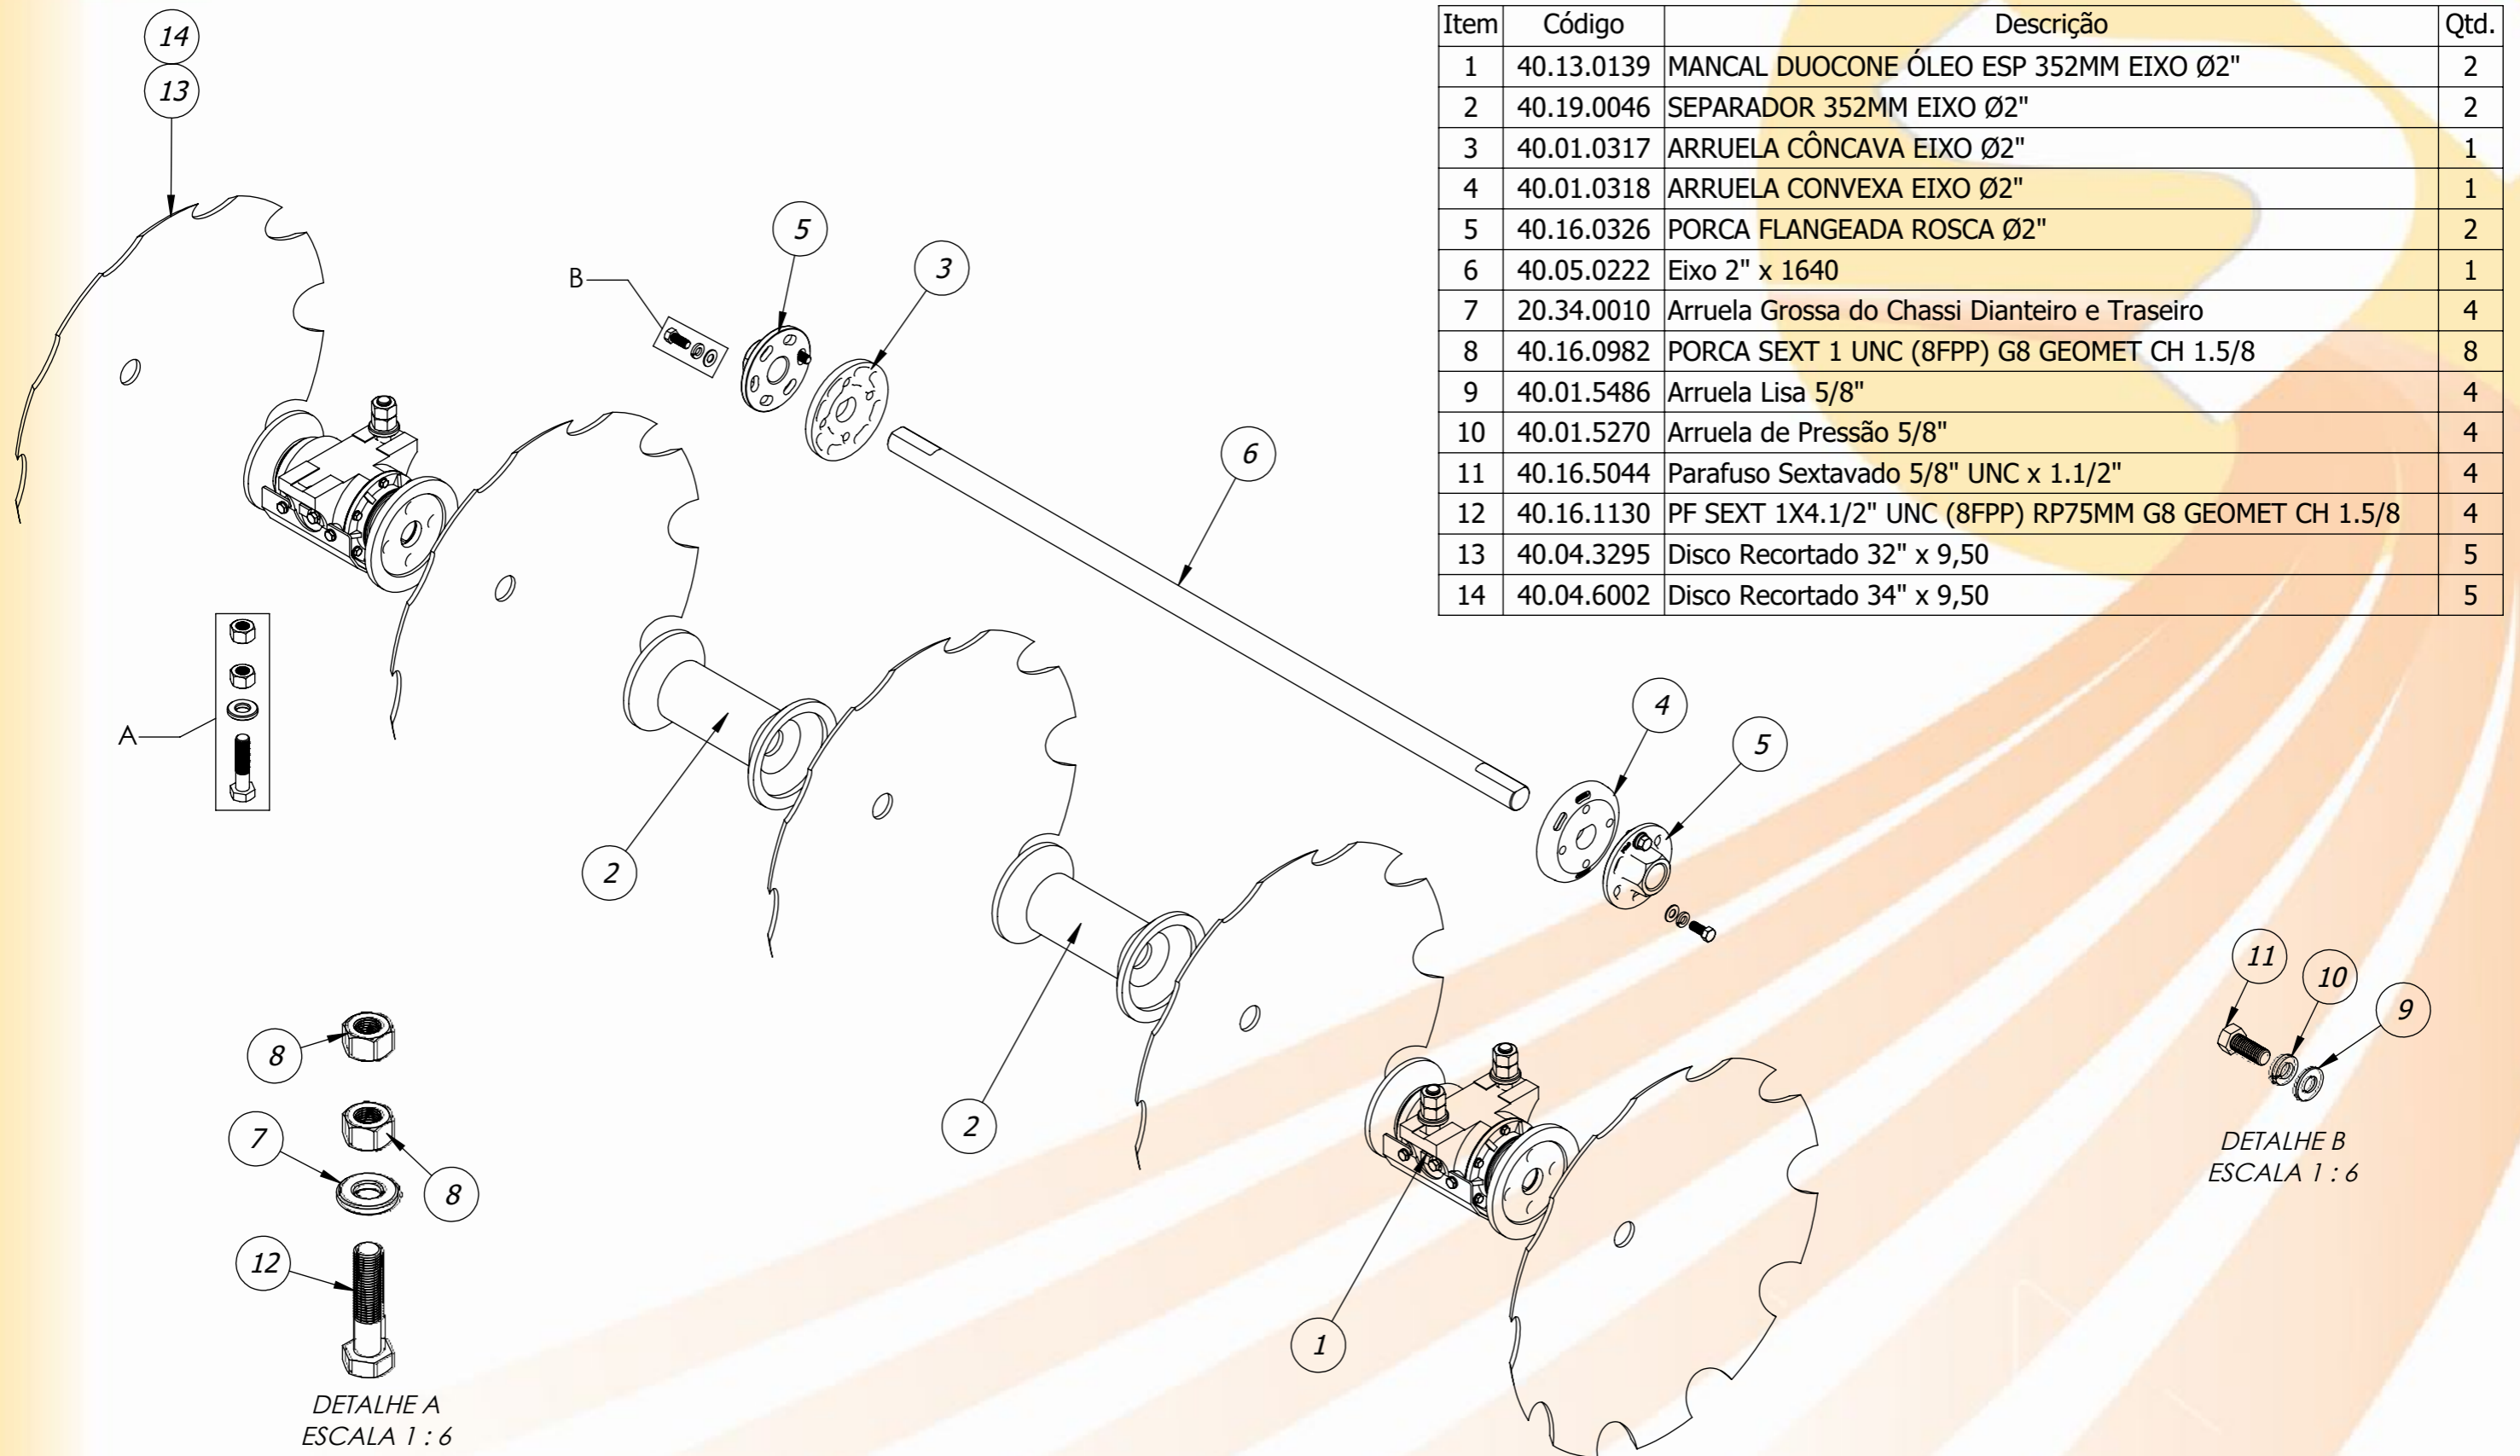 Item Código Descrição Qtd.
1 40.13.0139 MANCAL DUOCONE ÓLEO ESP 352MM EIXO Ø2" 2
2 40.19.0046 SEPARADOR 352MM EIXO Ø2" 2
3 40.01.0317 ARRUELA CÔNCAVA EIXO Ø2" 1
4 40.01.0318 ARRUELA CONVEXA EIXO Ø2" 1
5 40.16.0326 PORCA FLANGEADA ROSCA Ø2" 2
6 40.05.0222 Eixo 2" x 1640 1
7 20.34.0010 Arruela Grossa do Chassi Dianteiro e Traseiro 4
8 40.16.0982 PORCA SEXT 1 UNC (8FPP) G8 GEOMET CH 1.5/8 8
9 40.01.5486 Arruela Lisa 5/8" 4
10 40.01.5270 Arruela de Pressão 5/8" 4
11 40.16.5044 Parafuso Sextavado 5/8" UNC x 1.1/2" 4
12 40.16.1130 PF SEXT 1X4.1/2" UNC (8FPP) RP75MM G8 GEOMET CH 1.5/8 4
13 40.04.3295 Disco Recortado 32" x 9,50 5
14 40.04.6002 Disco Recortado 34" x 9,50 5
14
13
5
3
B
6
4
5
A
2
2
1
8
7
8
12
DETALHE A
ESCALA 1 : 6
11
10
9
DETALHE B
ESCALA 1 : 6